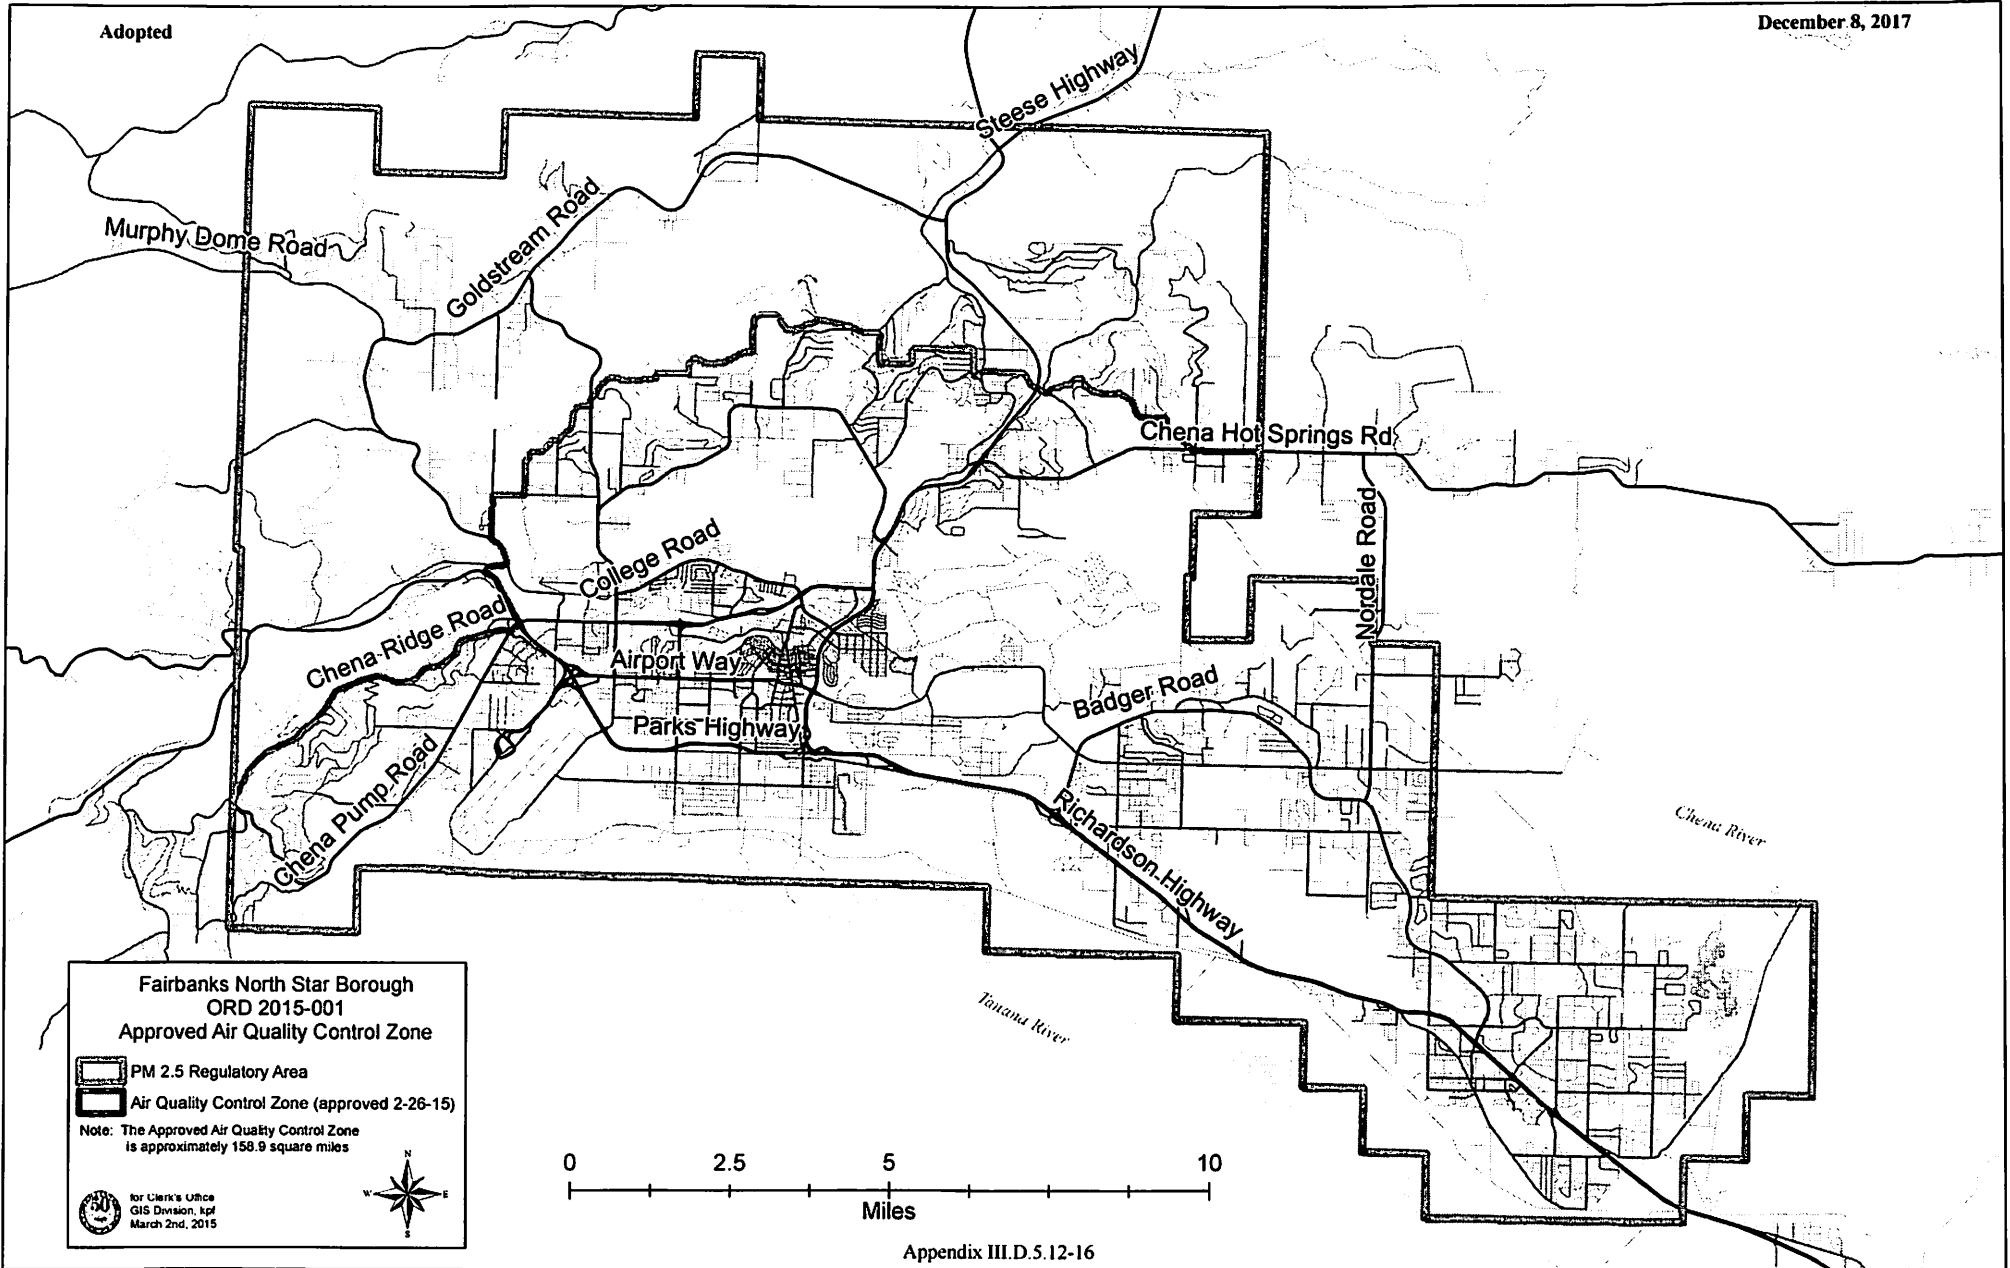 Adopted
December 8, 2017
Steese Highway
Murphy Dome Road
Goldstream Road
Chena Hot Springs Rd
Nordale Road
College Road
Chena Ridge Road
Airport Way
Badger Road
Parks Highway
Chena Pump Road
Richardson Highway
Chena River
Tanana River
Fairbanks North Star Borough
ORD 2015-001
Approved Air Quality Control Zone
PM 2.5 Regulatory Area
Air Quality Control Zone (approved 2-26-15)
Note: The Approved Air Quality Control Zone
is approximately 158.9 square miles
N
W E
S
50
for Clerk's Office
GIS Division, kpf
March 2nd, 2015
0 2.5 5 10
Miles
Appendix III.D.5.12-16